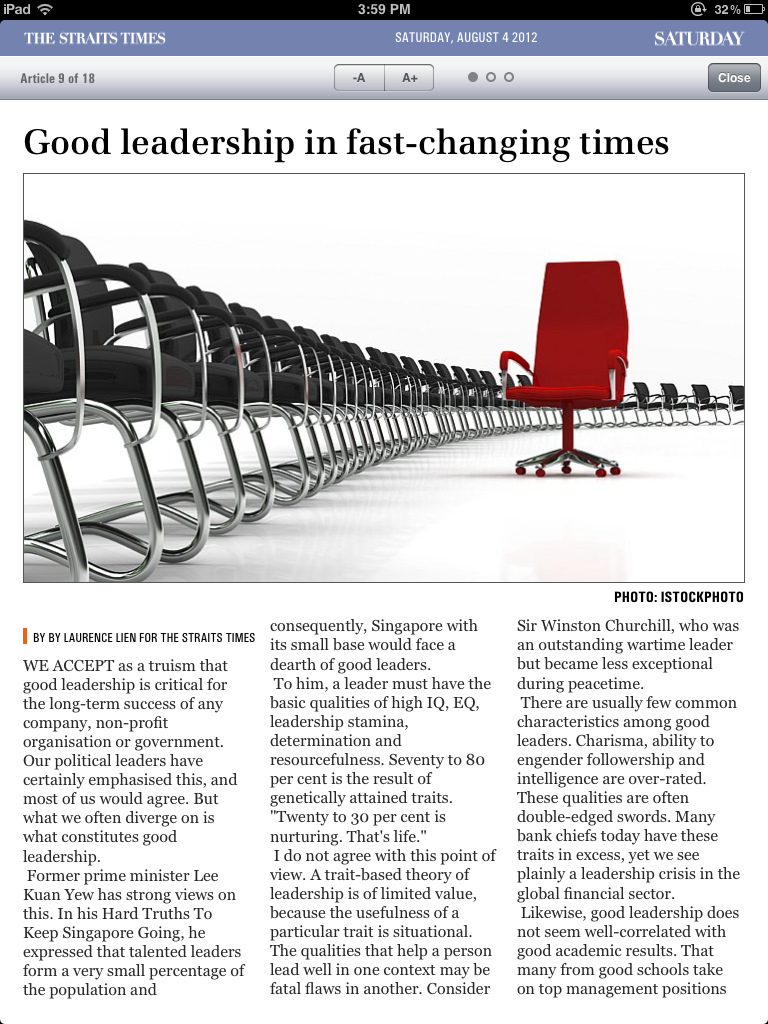 iPad
3:59 PM
32%
THE STRAITS TIMES
SATURDAY, AUGUST 4 2012
SATURDAY
Article 9 of 18
-A
A+
Close
Good leadership in fast-changing times
PHOTO: ISTOCKPHOTO
BY BY LAURENCE LIEN FOR THE STRAITS TIMES
WE ACCEPT as a truism that
good leadership is critical for
the long-term success of any
company, non-profit
organisation or government.
Our political leaders have
certainly emphasised this, and
most of us would agree. But
what we often diverge on is
what constitutes good
leadership.
Former prime minister Lee
Kuan Yew has strong views on
this. In his Hard Truths To
Keep Singapore Going, he
expressed that talented leaders
form a very small percentage of
the population and
consequently, Singapore with
its small base would face a
dearth of good leaders.
To him, a leader must have the
basic qualities of high IQ, EQ,
leadership stamina,
determination and
resourcefulness. Seventy to 80
per cent is the result of
genetically attained traits.
"Twenty to 30 per cent is
nurturing. That's life."
I do not agree with this point of
view. A trait-based theory of
leadership is of limited value,
because the usefulness of a
particular trait is situational.
The qualities that help a person
lead well in one context may be
fatal flaws in another. Consider
Sir Winston Churchill, who was
an outstanding wartime leader
but became less exceptional
during peacetime.
There are usually few common
characteristics among good
leaders. Charisma, ability to
engender followership and
intelligence are over-rated.
These qualities are often
double-edged swords. Many
bank chiefs today have these
traits in excess, yet we see
plainly a leadership crisis in the
global financial sector.
Likewise, good leadership does
not seem well-correlated with
good academic results. That
many from good schools take
on top management positions